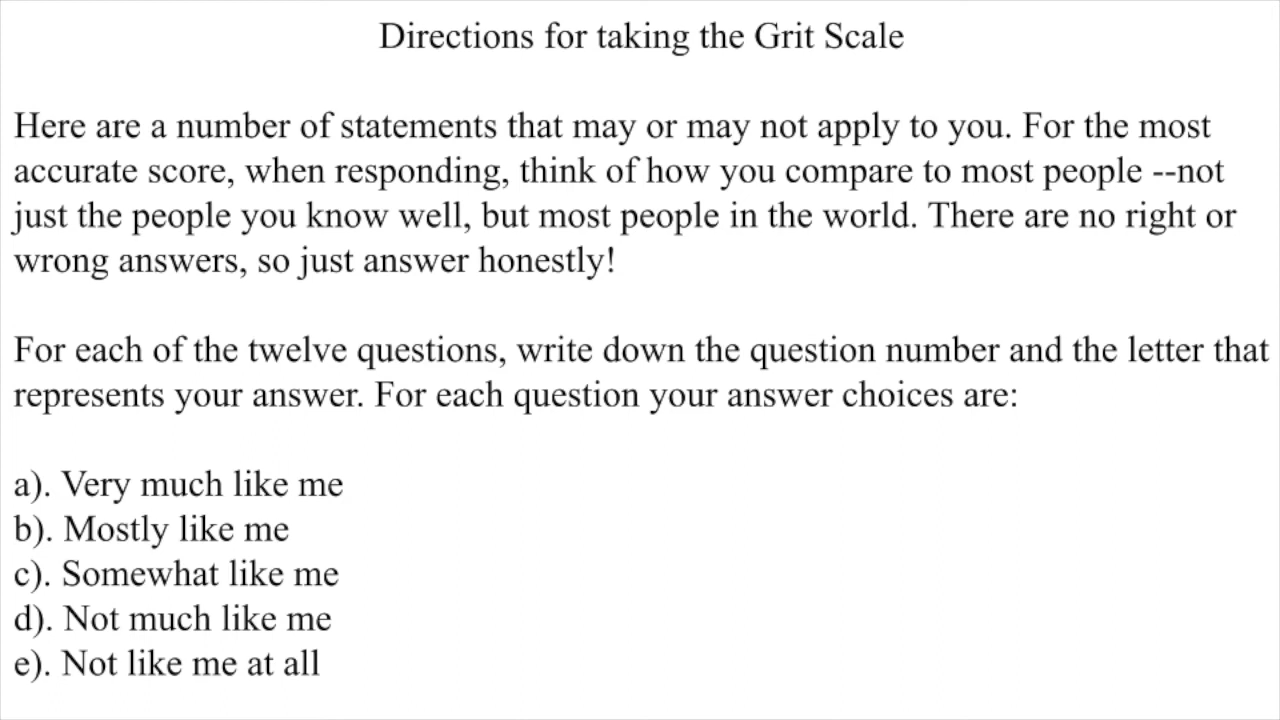 Directions for taking the Grit Scale
Here are a number of statements that may or may not apply to you. For the most
accurate score, when responding, think of how you compare to most people --not
just the people you know well, but most people in the world. There are no right or
wrong answers, so just answer honestly!
For each of the twelve questions, write down the question number and the letter that
represents your answer. For each question your answer choices are:
a). Very much like me
b). Mostly like me
c). Somewhat like me
d). Not much like me
e). Not like me at all